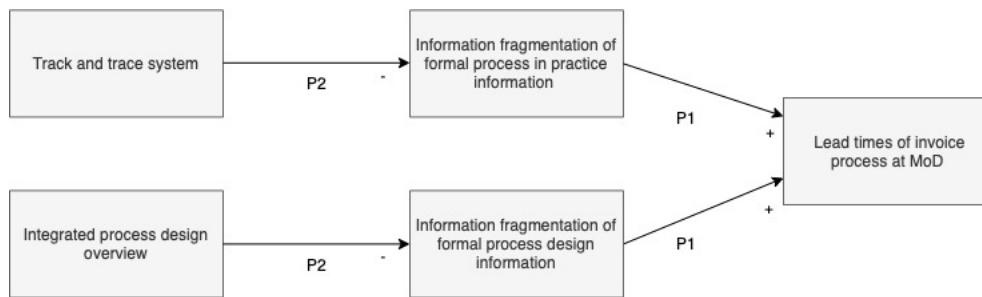 Track and trace system
P2
-
Information fragmentation of
formal process in practice
information
P1
+
Lead times of invoice
process at MoD
Integrated process design
overview
P2
-
Information fragmentation of
formal process design
information
P1
+